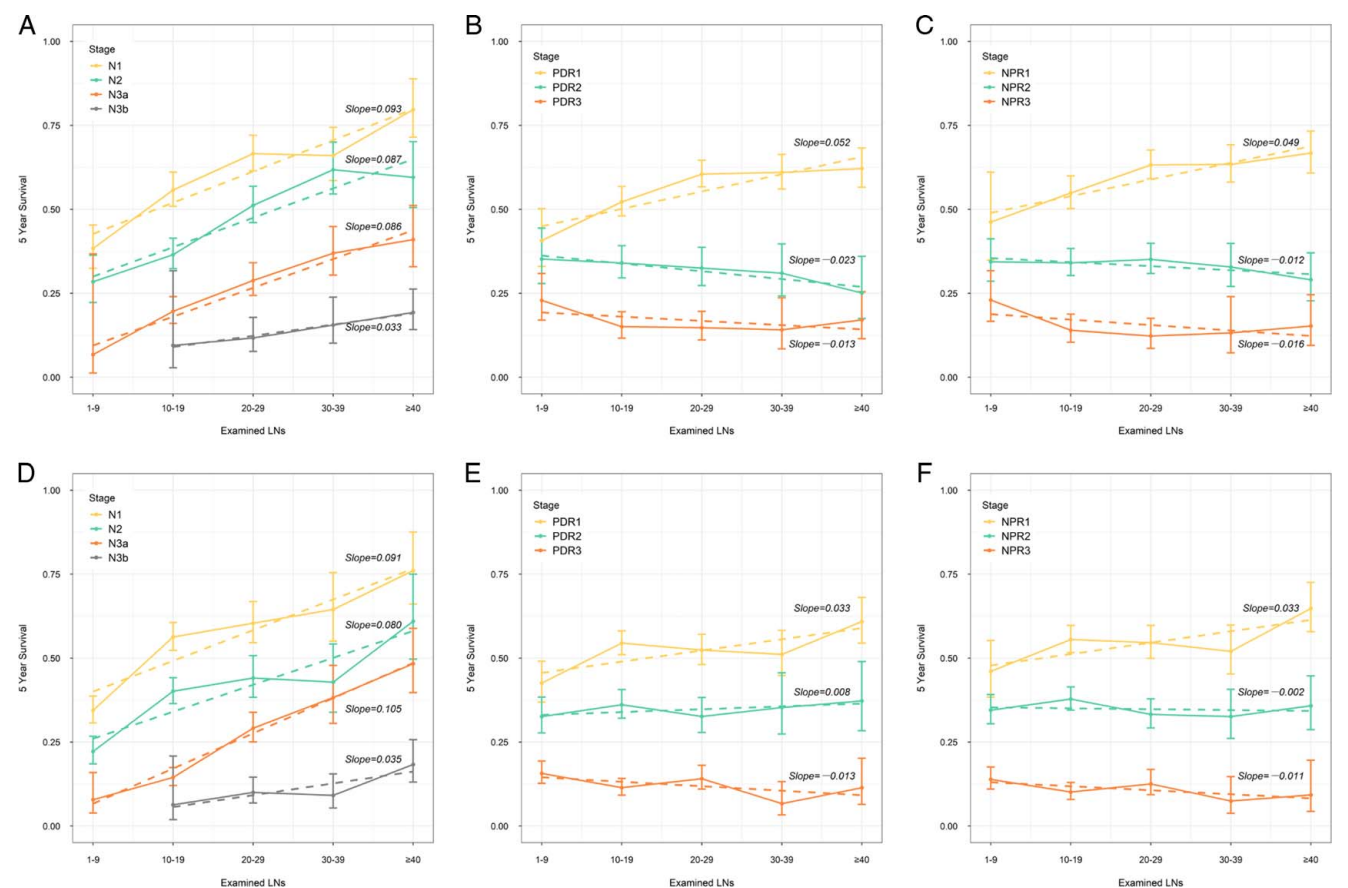 A
1.00
0.75
0.50
0.25
0.00
5 Year Survival
Stage
N1
N2
N3a
N3b
Slope=0.093
Slope=0.087
Slope=0.086
Slope=0.033
1-9
10-19
20-29
30-39
≥40
Examined LNs
B
1.00
0.75
0.50
0.25
0.00
5 Year Survival
Stage
PDR1
PDR2
PDR3
Slope=0.052
Slope=−0.023
Slope=−0.013
1-9
10-19
20-29
30-39
≥40
Examined LNs
C
1.00
0.75
0.50
0.25
0.00
5 Year Survival
Stage
NPR1
NPR2
NPR3
Slope=0.049
Slope=−0.012
Slope=−0.016
1-9
10-19
20-29
30-39
≥40
Examined LNs
D
1.00
0.75
0.50
0.25
0.00
5 Year Survival
Stage
N1
N2
N3a
N3b
Slope=0.091
Slope=0.080
Slope=0.105
Slope=0.035
1-9
10-19
20-29
30-39
≥40
Examined LNs
E
1.00
0.75
0.50
0.25
0.00
5 Year Survival
Stage
PDR1
PDR2
PDR3
Slope=0.033
Slope=0.008
Slope=−0.013
1-9
10-19
20-29
30-39
≥40
Examined LNs
F
1.00
0.75
0.50
0.25
0.00
5 Year Survival
Stage
NPR1
NPR2
NPR3
Slope=0.033
Slope=−0.002
Slope=−0.011
1-9
10-19
20-29
30-39
≥40
Examined LNs